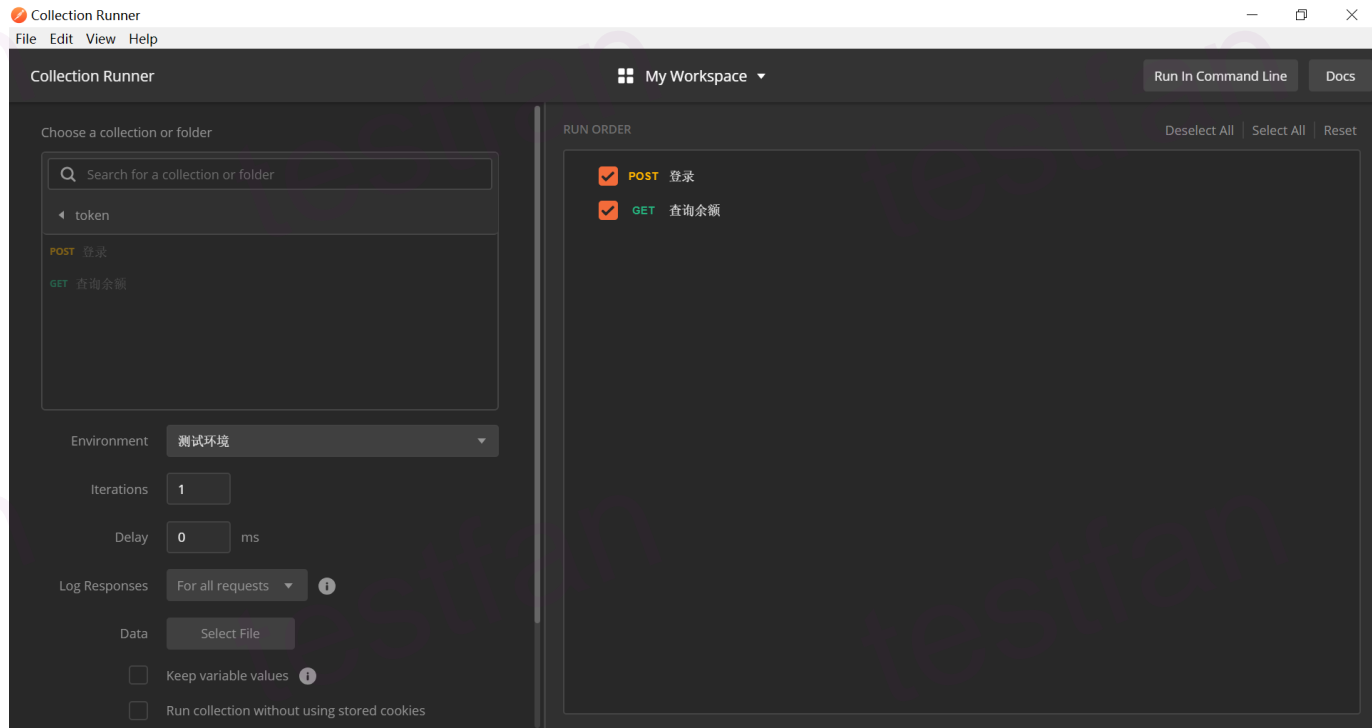 Collection Runner
File Edit View Help
Collection Runner
My Workspace
Run In Command Line
Docs
Choose a collection or folder
Search for a collection or folder
token
POST 登录
GET 查询余额
Environment 测试环境
Iterations 1
Delay 0 ms
Log Responses For all requests
Data Select File
Keep variable values
Run collection without using stored cookies
RUN ORDER
Deselect All Select All Reset
POST 登录
GET 查询余额